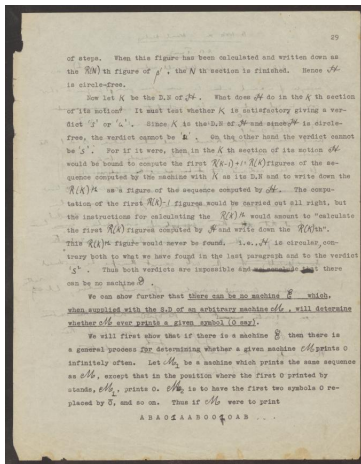 29
of steps. When this figure has been calculated and written down as
the R(N)th figure of β', the N th section is finished. Hence ℋ
is circle-free.
Now let K be the D.N of ℋ. What does ℋ do in the K th section
of its motion? It must test whether K is satisfactory giving a ver-
dict 's' or 'u'. Since K is the D.N of ℋ and since ℋ is circle-
free, the verdict cannot be 'u'. On the other hand the verdict cannot
be 's'. For if it were, then in the K th section of its motion ℋ
would be bound to compute the first R(K-1)+1 = R(K) figures of the se-
quence computed by the machine with K as its D.N and to write down the
R(K)th as a figure of the sequence computed by ℋ. The compu-
tation of the first R(K)-1 figures would be carried out all right, but
the instructions for calculating the R(K)th would amount to "calculate
the first R(K) figures computed by ℋ and write down the R(K)th".
This R(K)th figure would never be found. i.e., ℋ is circular, con-
trary both to what we have found in the last paragraph and to the verdict
's'. Thus both verdicts are impossible and there
can be no machine 𝒟.
We can show further that there can be no machine ℰ which,
when supplied with the S.D of an arbitrary machine ℳ, will determine
whether ℳ ever prints a given symbol (0 say).
We will first show that if there is a machine ℰ, then there is
a general process for determining whether a given machine ℳ prints 0
infinitely often. Let ℳ₁ be a machine which prints the same sequence
as ℳ, except that in the position where the first 0 printed by
stands, ℳ₁ prints 0̄. ℳ₂ is to have the first two symbols 0 re-
placed by 0̄, and so on. Thus if ℳ were to print
A B A 0 1 A A B 0 0 1 0 A B . . .